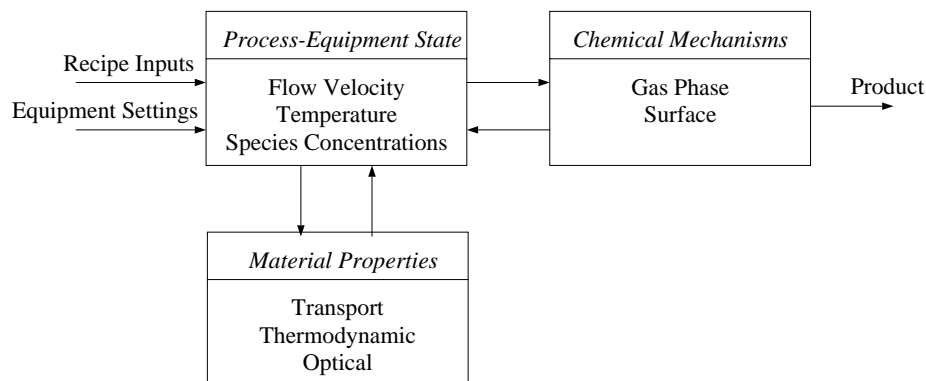 Recipe Inputs
Equipment Settings
Process-Equipment State
Flow Velocity
Temperature
Species Concentrations
Chemical Mechanisms
Gas Phase
Surface
Product
Material Properties
Transport
Thermodynamic
Optical